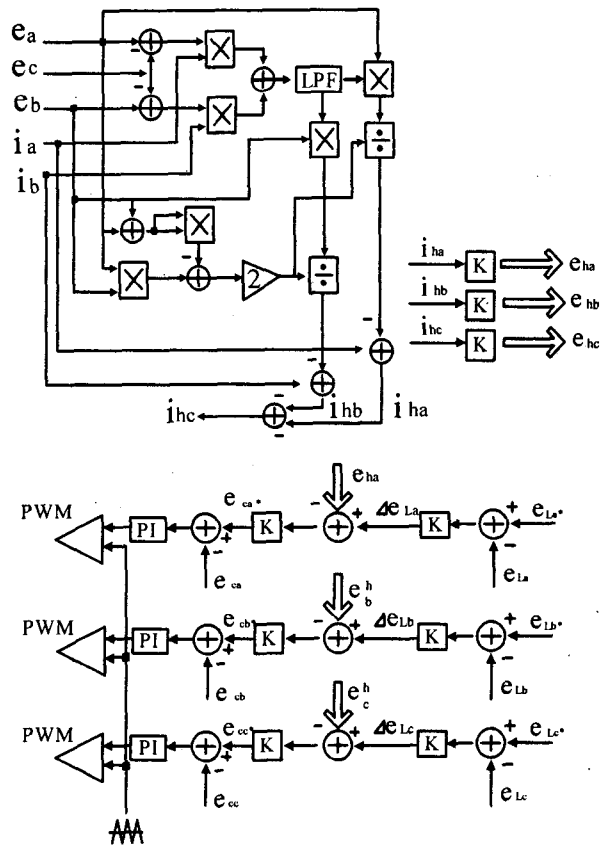 ea
ec
eb
ia
ib
LPF
2
iha K eha
ihb K ehb
ihc K ehc
ihc
ihb
iha
eha
PWM PI eca* K ΔeLa K eLa*
eca
eLa
ehb
PWM PI ecb* K ΔeLb K eLb*
ecb
eLb
ehc
PWM PI ecc* K ΔeLc K eLc*
ecc
eLc